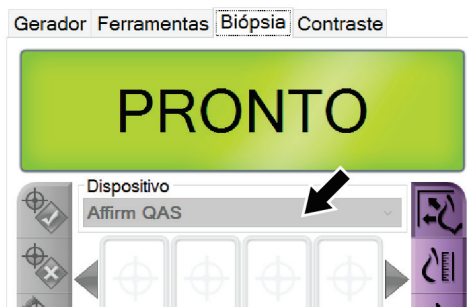 Gerador Ferramentas Biópsia Contraste
PRONTO
Dispositivo
Affirm QAS